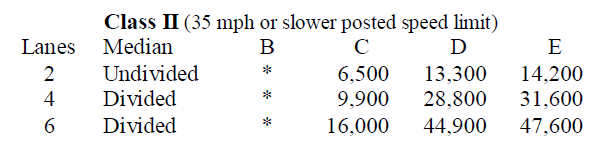 Class II (35 mph or slower posted speed limit)
Lanes Median B C D E
2 Undivided * 6,500 13,300 14,200
4 Divided * 9,900 28,800 31,600
6 Divided * 16,000 44,900 47,600